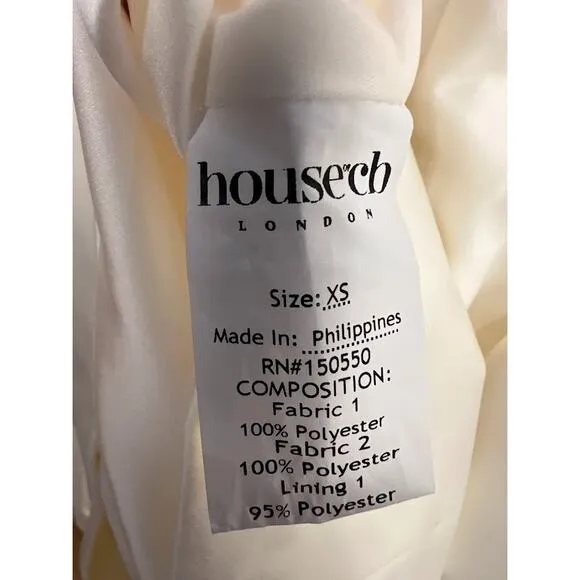 house of cb
LONDON
Size: XS
Made In: Philippines
RN#150550
COMPOSITION:
Fabric 1
100% Polyester
Fabric 2
100% Polyester
Lining 1
95% Polyester